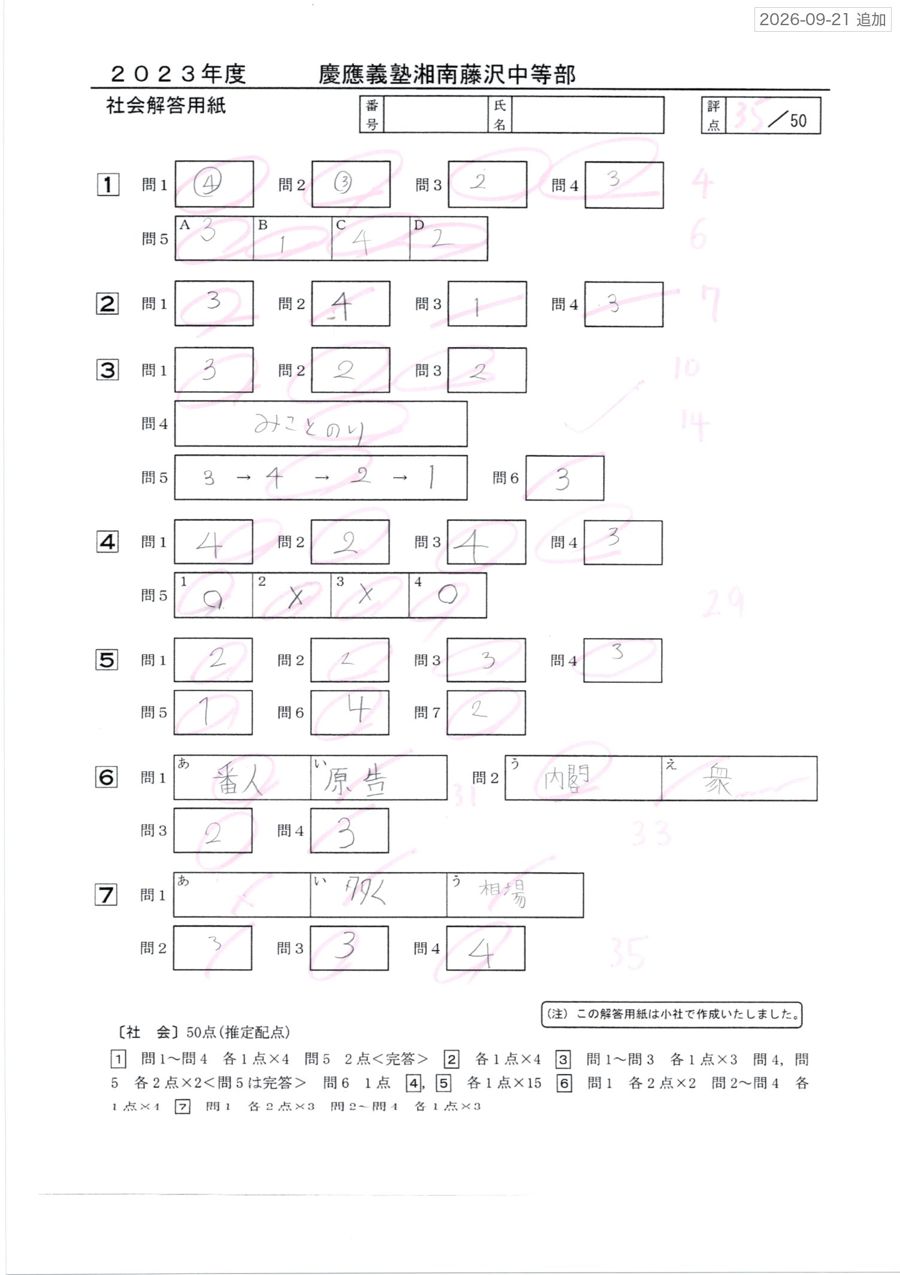 2026-09-21 追加
2023年度 慶應義塾湘南藤沢中等部
社会解答用紙 番号 氏名 評点 35/50
1 問1 ④ 問2 ③ 問3 2 問4 3 4
問5 A 3 B 1 C 4 D 2 6
2 問1 3 問2 4 問3 1 問4 3 7
3 問1 3 問2 2 問3 2 10
問4 みことのり 14
問5 3 → 4 → 2 → 1 問6 3
4 問1 4 問2 2 問3 4 問4 3
問5 1 ○ 2 × 3 × 4 ○ 29
5 問1 2 問2 2 問3 3 問4 3
問5 1 問6 4 問7 2
6 問1 あ 番人 い 原告 31 問2 う 内閣 え 衆
問3 2 問4 3 33
7 問1 あ い う 相場
問2 3 問3 3 問4 4 35
(注) この解答用紙は小社で作成いたしました。
〔社 会〕50点(推定配点)
1 問1~問4 各1点×4 問5 2点<完答> 2 各1点×4 3 問1~問3 各1点×3 問4, 問
5 各2点×2<問5は完答> 問6 1点 4, 5 各1点×15 6 問1 各2点×2 問2~問4 各
1点×4 7 問1 各2点×3 問2~問4 各1点×3